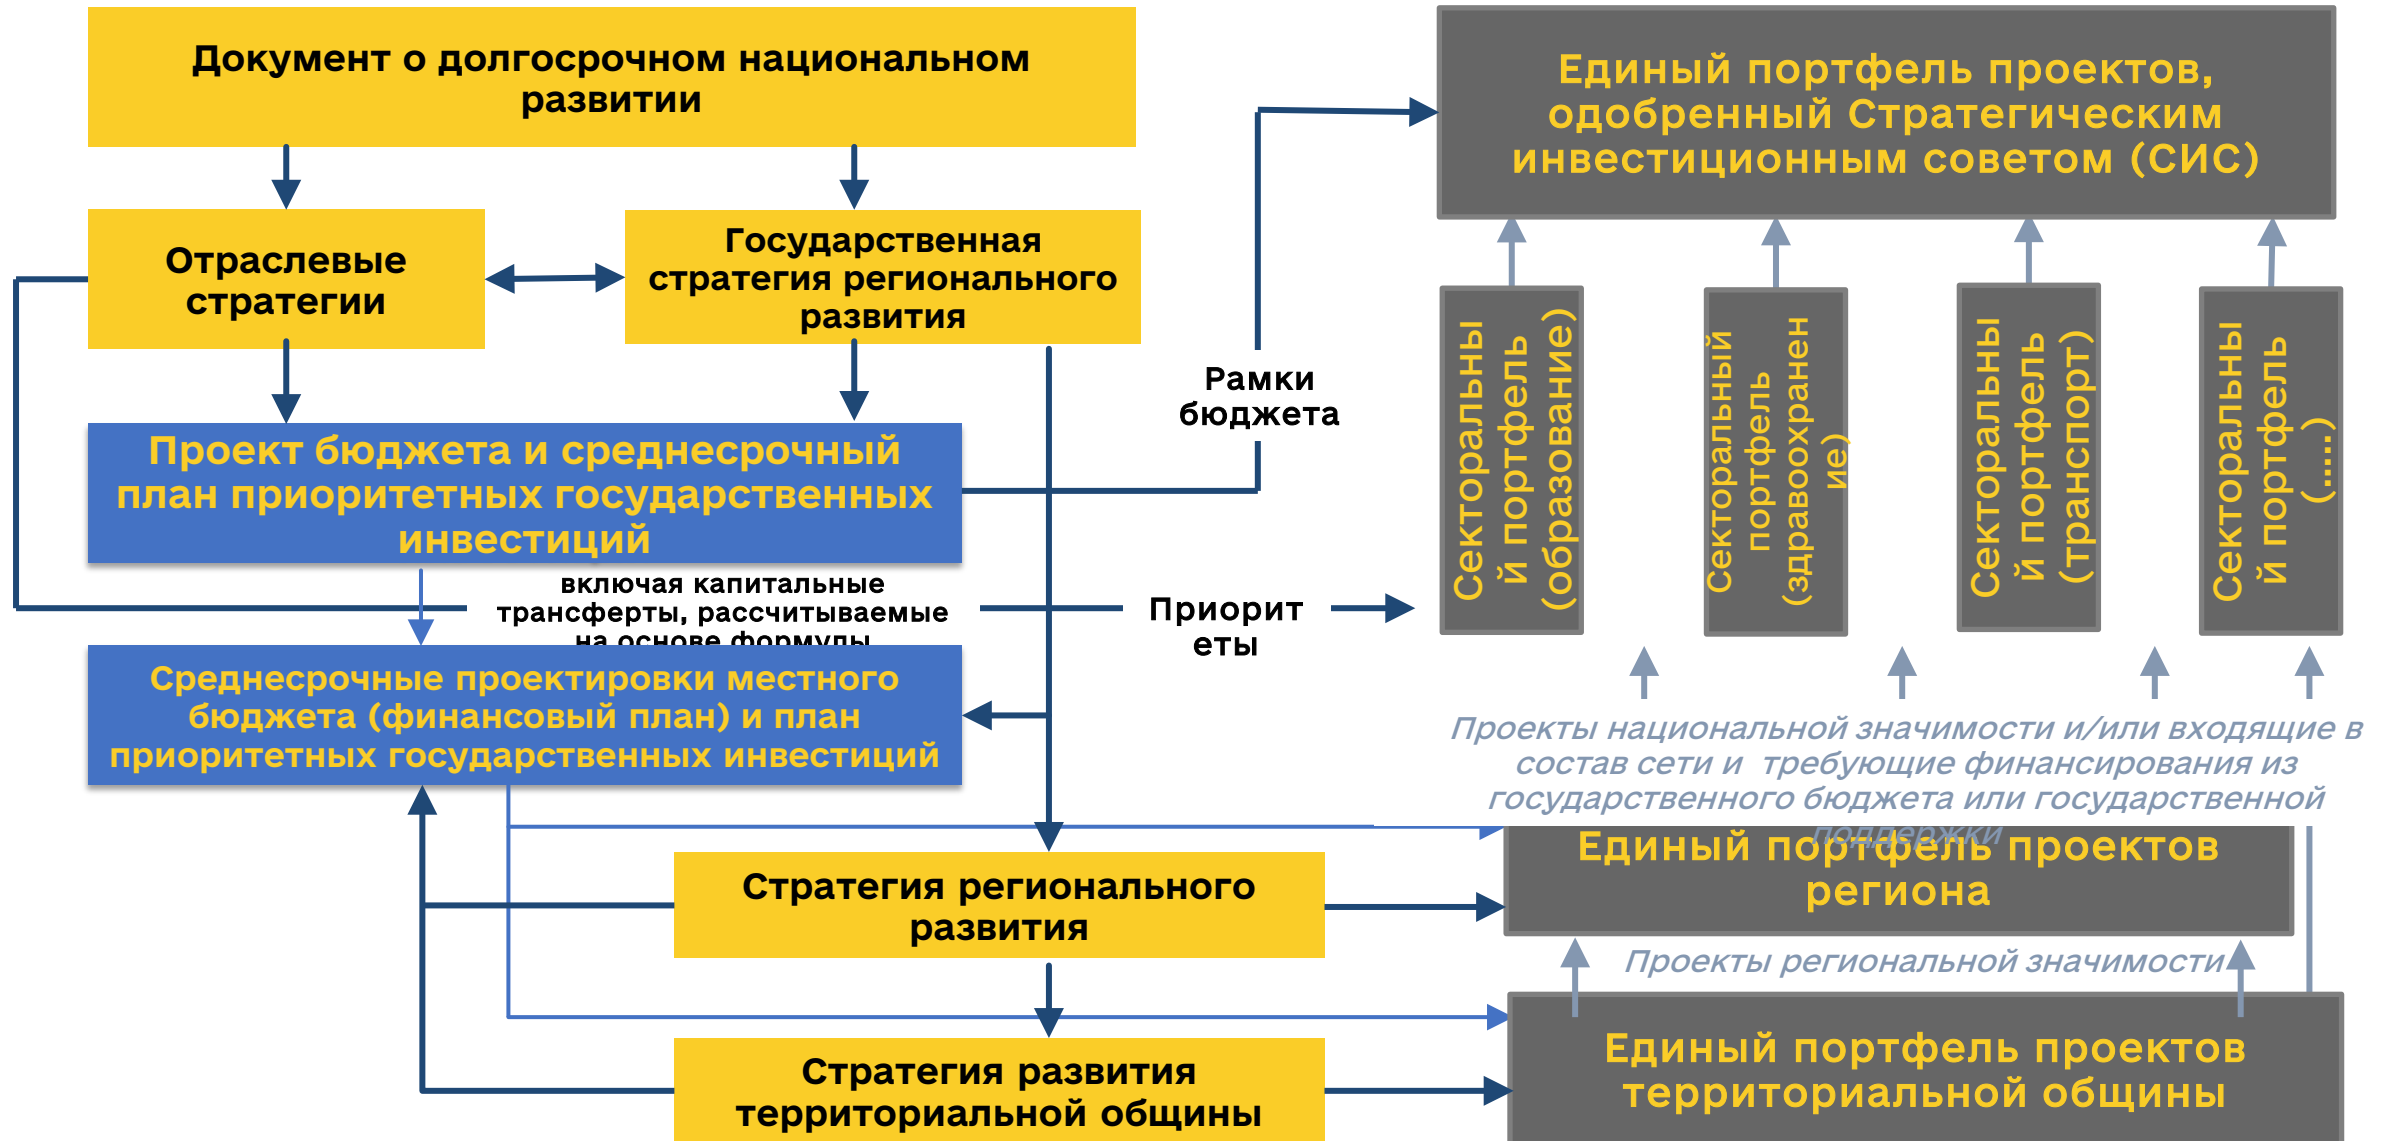 Документ о долгосрочном национальном
развитии
Отраслевые
стратегии
Государственная
стратегия регионального
развития
Проект бюджета и среднесрочный
план приоритетных государственных
инвестиций
включая капитальные
трансферты, рассчитываемые
на основе формулы
Среднесрочные проектировки местного
бюджета (финансовый план) и план
приоритетных государственных инвестиций
Стратегия регионального
развития
Стратегия развития
территориальной общины
Рамки
бюджета
Приорит
еты
Единый портфель проектов,
одобренный Стратегическим
инвестиционным советом (СИС)
Секторальны
й портфель
(образование)
Секторальный
портфель
(здравоохранен
ие)
Секторальны
й портфель
(транспорт)
Секторальны
й портфель
(......)
Проекты национальной значимости и/или входящие в
состав сети и  требующие финансирования из
государственного бюджета или государственной
поддержки
Единый портфель проектов
региона
Проекты региональной значимости
Единый портфель проектов
территориальной общины